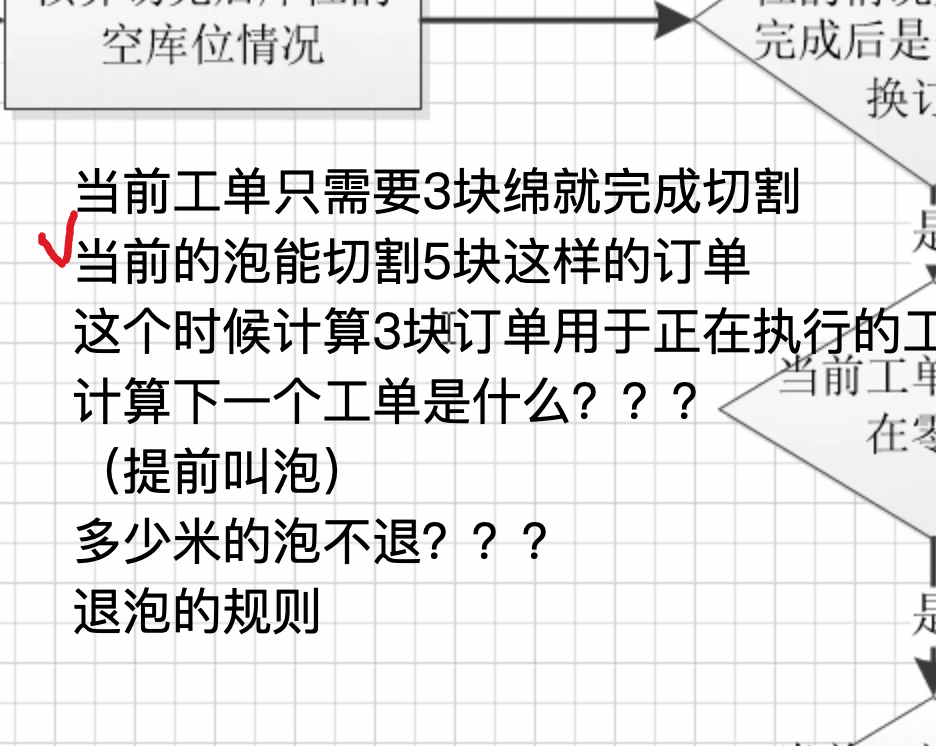 空库位情况
完成后是
换订
当前工单只需要3块绵就完成切割
当前的泡能切割5块这样的订单
是
这个时候计算3块订单用于正在执行的工
当前工单
计算下一个工单是什么？？？
在零
（提前叫泡）
多少米的泡不退？？？
退泡的规则
是